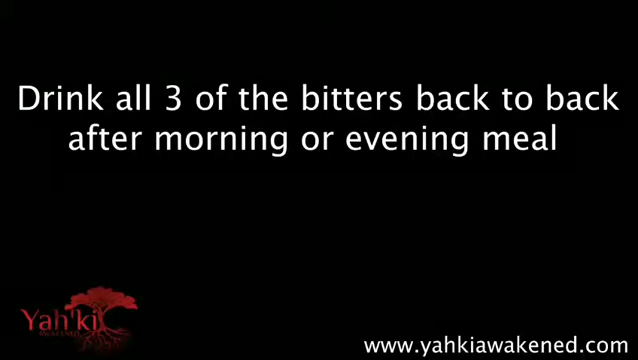 Drink all 3 of the bitters back to back
after morning or evening meal
Yah'ki
AWAKENED
www.yahkiawakened.com